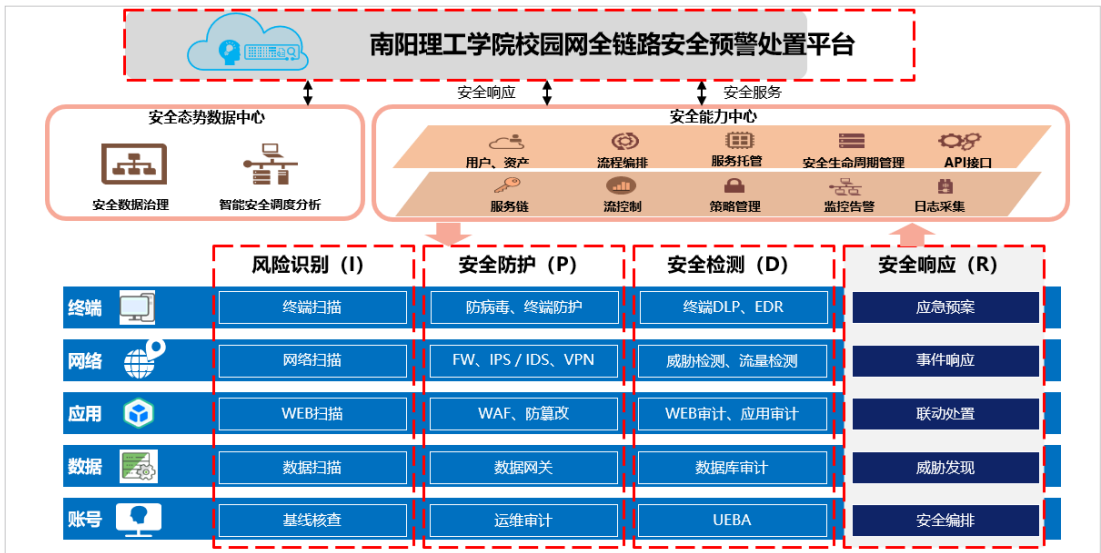 南阳理工学院校园网全链路安全预警处置平台
安全响应
安全服务
安全态势数据中心
安全数据治理
智能安全调度分析
安全能力中心
用户、资产
流程编排
服务托管
安全生命周期管理
API接口
服务链
流控制
策略管理
监控告警
日志采集
风险识别（I）
安全防护（P）
安全检测（D）
安全响应（R）
终端
终端扫描
防病毒、终端防护
终端DLP、EDR
应急预案
网络
网络扫描
FW、IPS / IDS、VPN
威胁检测、流量检测
事件响应
应用
WEB扫描
WAF、防篡改
WEB审计、应用审计
联动处置
数据
数据扫描
数据网关
数据库审计
威胁发现
账号
基线核查
运维审计
UEBA
安全编排